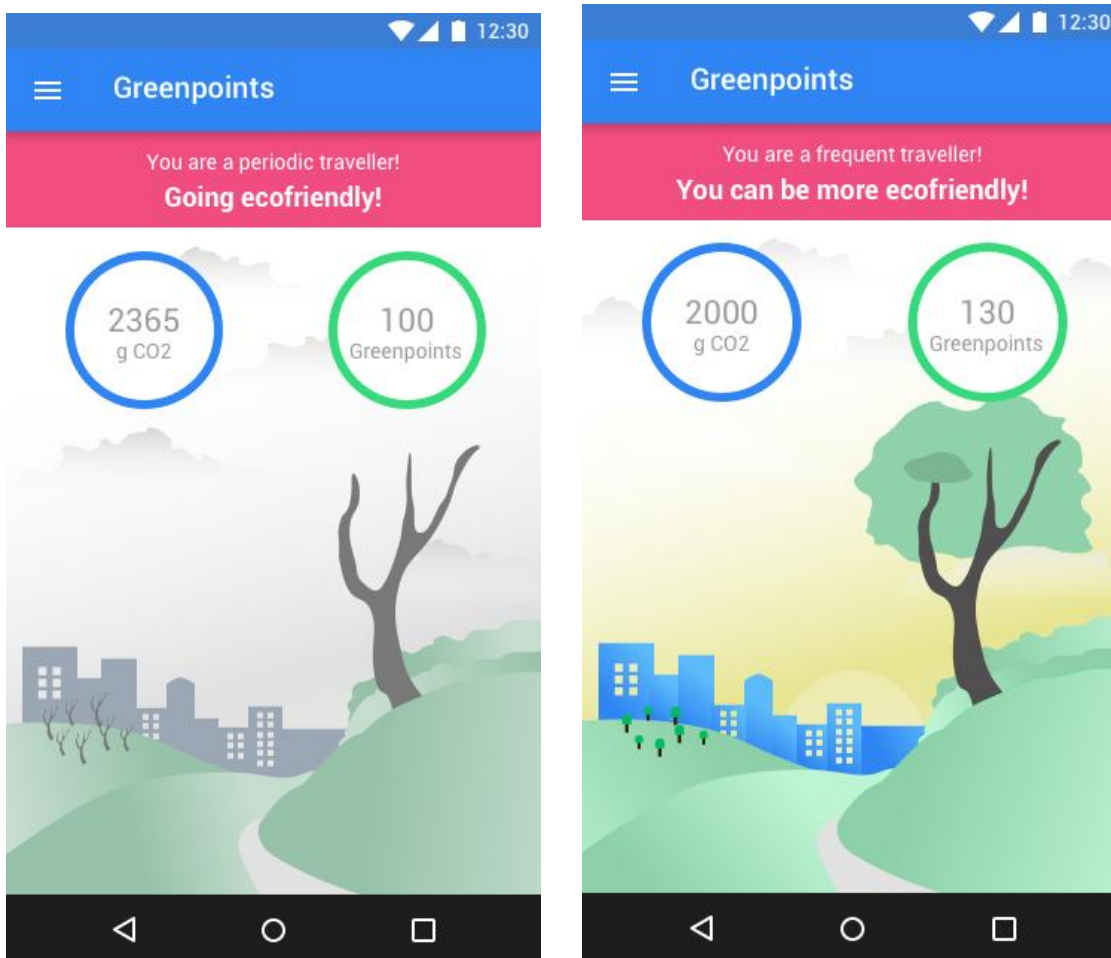 12:30
Greenpoints
You are a periodic traveller!
Going ecofriendly!
2365
g CO2
100
Greenpoints
12:30
Greenpoints
You are a frequent traveller!
You can be more ecofriendly!
2000
g CO2
130
Greenpoints